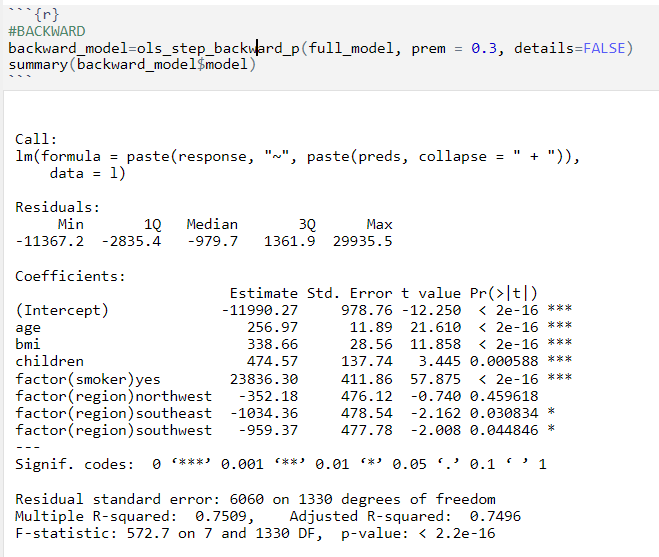 ```{r}
#BACKWARD
backward_model=ols_step_backward_p(full_model, prem = 0.3, details=FALSE)
summary(backward_model$model)
```
Call:
lm(formula = paste(response, "~", paste(preds, collapse = " + ")),
    data = l)
Residuals:
     Min       1Q   Median       3Q      Max
-11367.2  -2835.4   -979.7   1361.9  29935.5
Coefficients:
                          Estimate Std. Error t value Pr(>|t|)
(Intercept)              -11990.27     978.76 -12.250  < 2e-16 ***
age                         256.97      11.89  21.610  < 2e-16 ***
bmi                         338.66      28.56  11.858  < 2e-16 ***
children                    474.57     137.74   3.445 0.000588 ***
factor(smoker)yes         23836.30     411.86  57.875  < 2e-16 ***
factor(region)northwest    -352.18     476.12  -0.740 0.459618
factor(region)southeast   -1034.36     478.54  -2.162 0.030834 *
factor(region)southwest    -959.37     477.78  -2.008 0.044846 *
---
Signif. codes:  0 ‘***’ 0.001 ‘**’ 0.01 ‘*’ 0.05 ‘.’ 0.1 ‘ ’ 1
Residual standard error: 6060 on 1330 degrees of freedom
Multiple R-squared:  0.7509,    Adjusted R-squared:  0.7496
F-statistic: 572.7 on 7 and 1330 DF,  p-value: < 2.2e-16